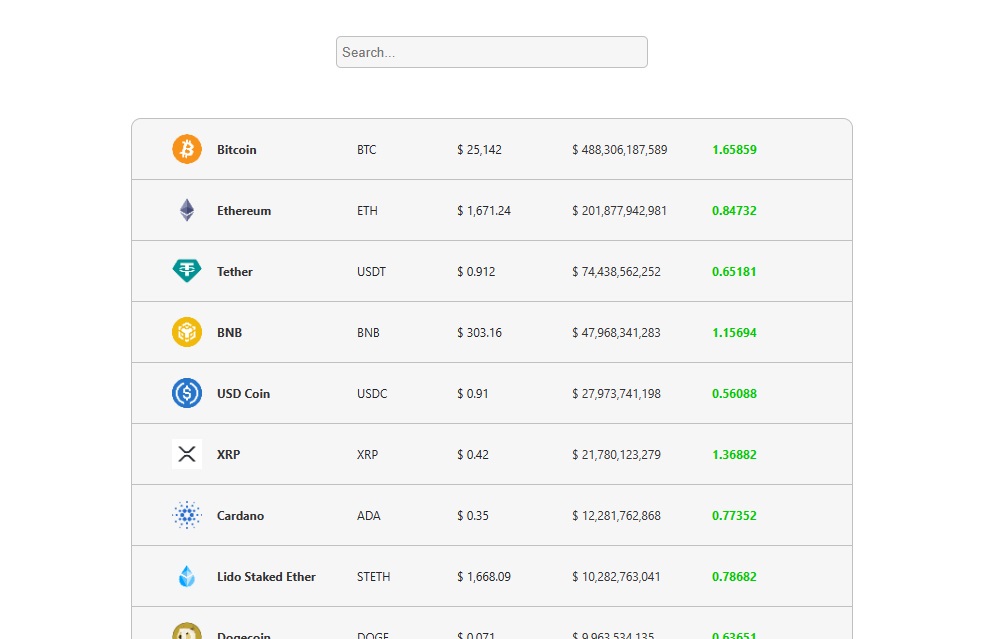 Search...
Bitcoin BTC $ 25,142 $ 488,306,187,589 1.65859
Ethereum ETH $ 1,671.24 $ 201,877,942,981 0.84732
Tether USDT $ 0.912 $ 74,438,562,252 0.65181
BNB BNB $ 303.16 $ 47,968,341,283 1.15694
USD Coin USDC $ 0.91 $ 27,973,741,198 0.56088
XRP XRP $ 0.42 $ 21,780,123,279 1.36882
Cardano ADA $ 0.35 $ 12,281,762,868 0.77352
Lido Staked Ether STETH $ 1,668.09 $ 10,282,763,041 0.78682
Dogecoin DOGE $ 0.071 $ 9,963,534,135 0.63651